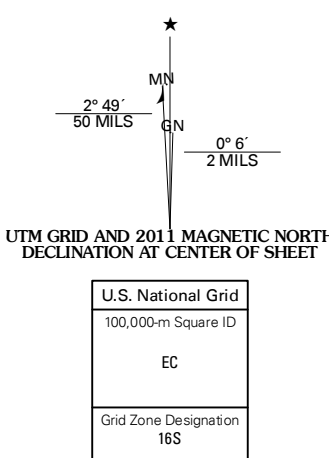 ★
MN
2° 49´
50 MILS
GN
0° 6´
2 MILS
UTM GRID AND 2011 MAGNETIC NORTH
DECLINATION AT CENTER OF SHEET
U.S. National Grid
100,000-m Square ID
EC
Grid Zone Designation
16S